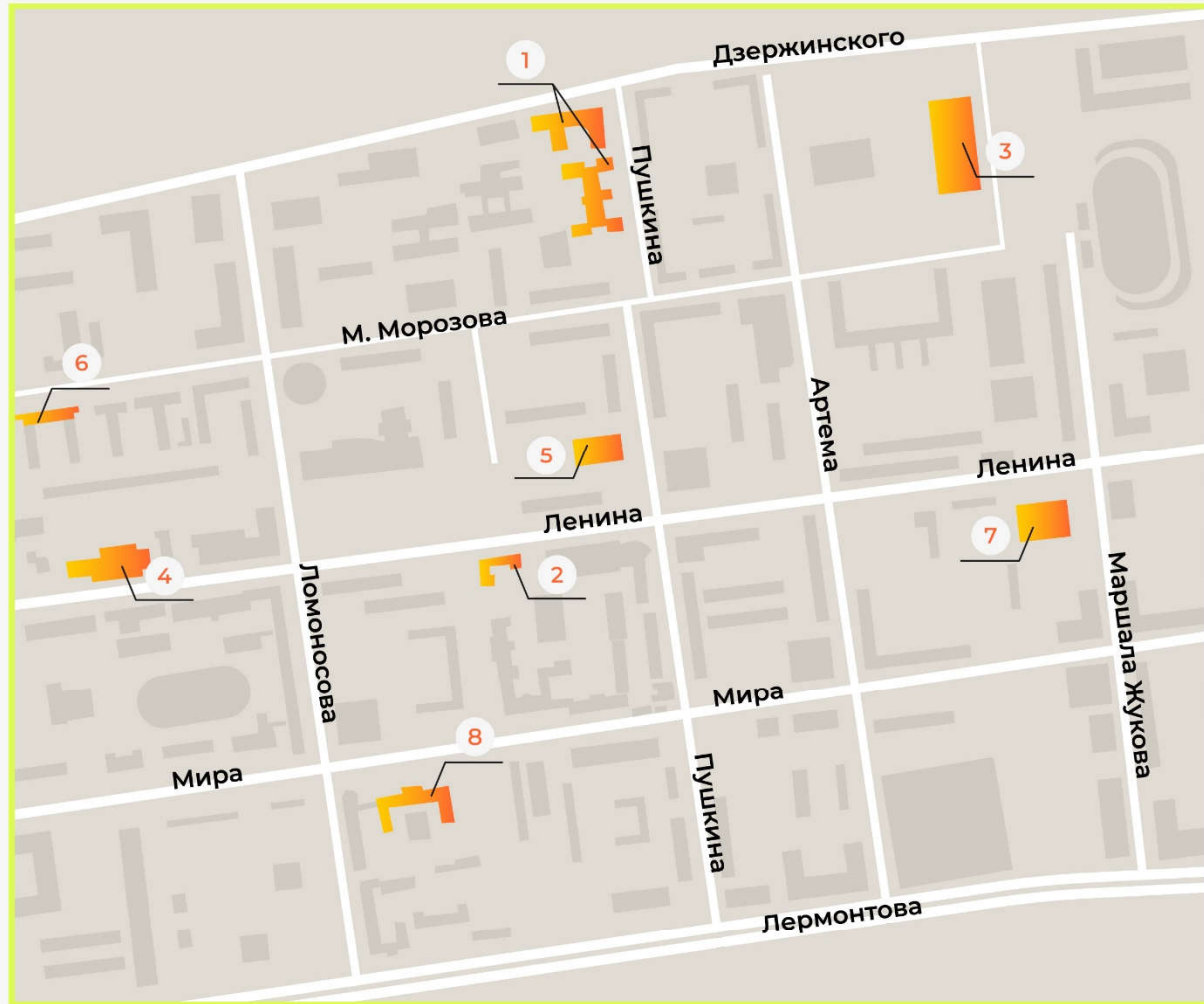 Дзержинского
1
Пушкина
3
М. Морозова
6
Артема
5
Ленина
Ленина
7
4
2
Ломоносова
Маршала Жукова
Мира
8
Мира
Пушкина
Лермонтова